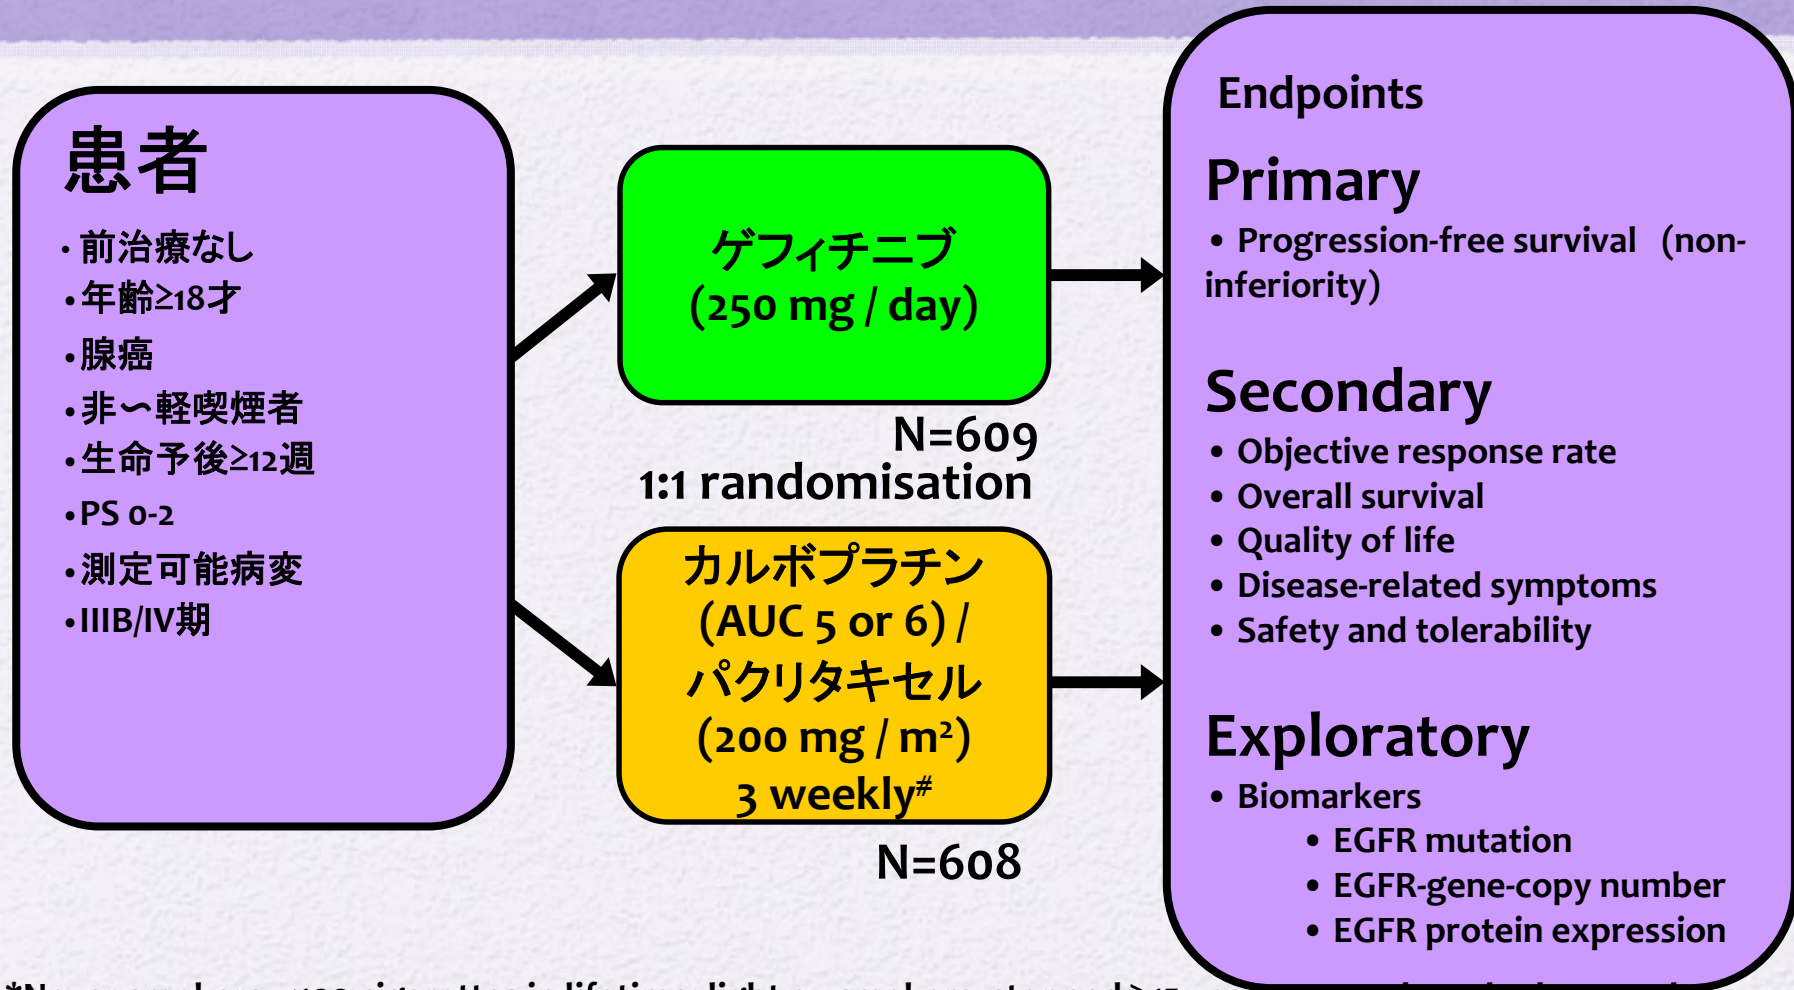 患者
・前治療なし
•年齢≥18才
•腺癌
•非〜軽喫煙者
•生命予後≥12週
•PS 0-2
•測定可能病変
•IIIB/IV期
ゲフィチニブ
(250 mg / day)
N=609
1:1 randomisation
カルボプラチン
(AUC 5 or 6) /
パクリタキセル
(200 mg / m²)
3 weekly#
N=608
Endpoints
Primary
• Progression-free survival (non-
inferiority)
Secondary
• Objective response rate
• Overall survival
• Quality of life
• Disease-related symptoms
• Safety and tolerability
Exploratory
• Biomarkers
• EGFR mutation
• EGFR-gene-copy number
• EGFR protein expression